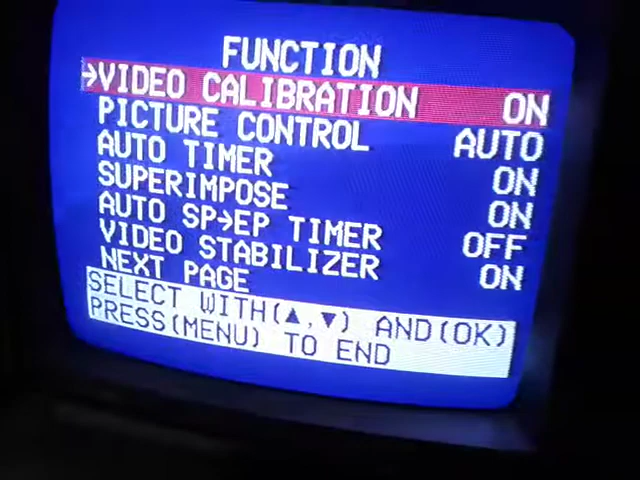 FUNCTION
→VIDEO CALIBRATION ON
PICTURE CONTROL AUTO
AUTO TIMER ON
SUPERIMPOSE ON
AUTO SP→EP TIMER OFF
VIDEO STABILIZER ON
NEXT PAGE
SELECT WITH(▲,▼) AND(OK)
PRESS(MENU) TO END